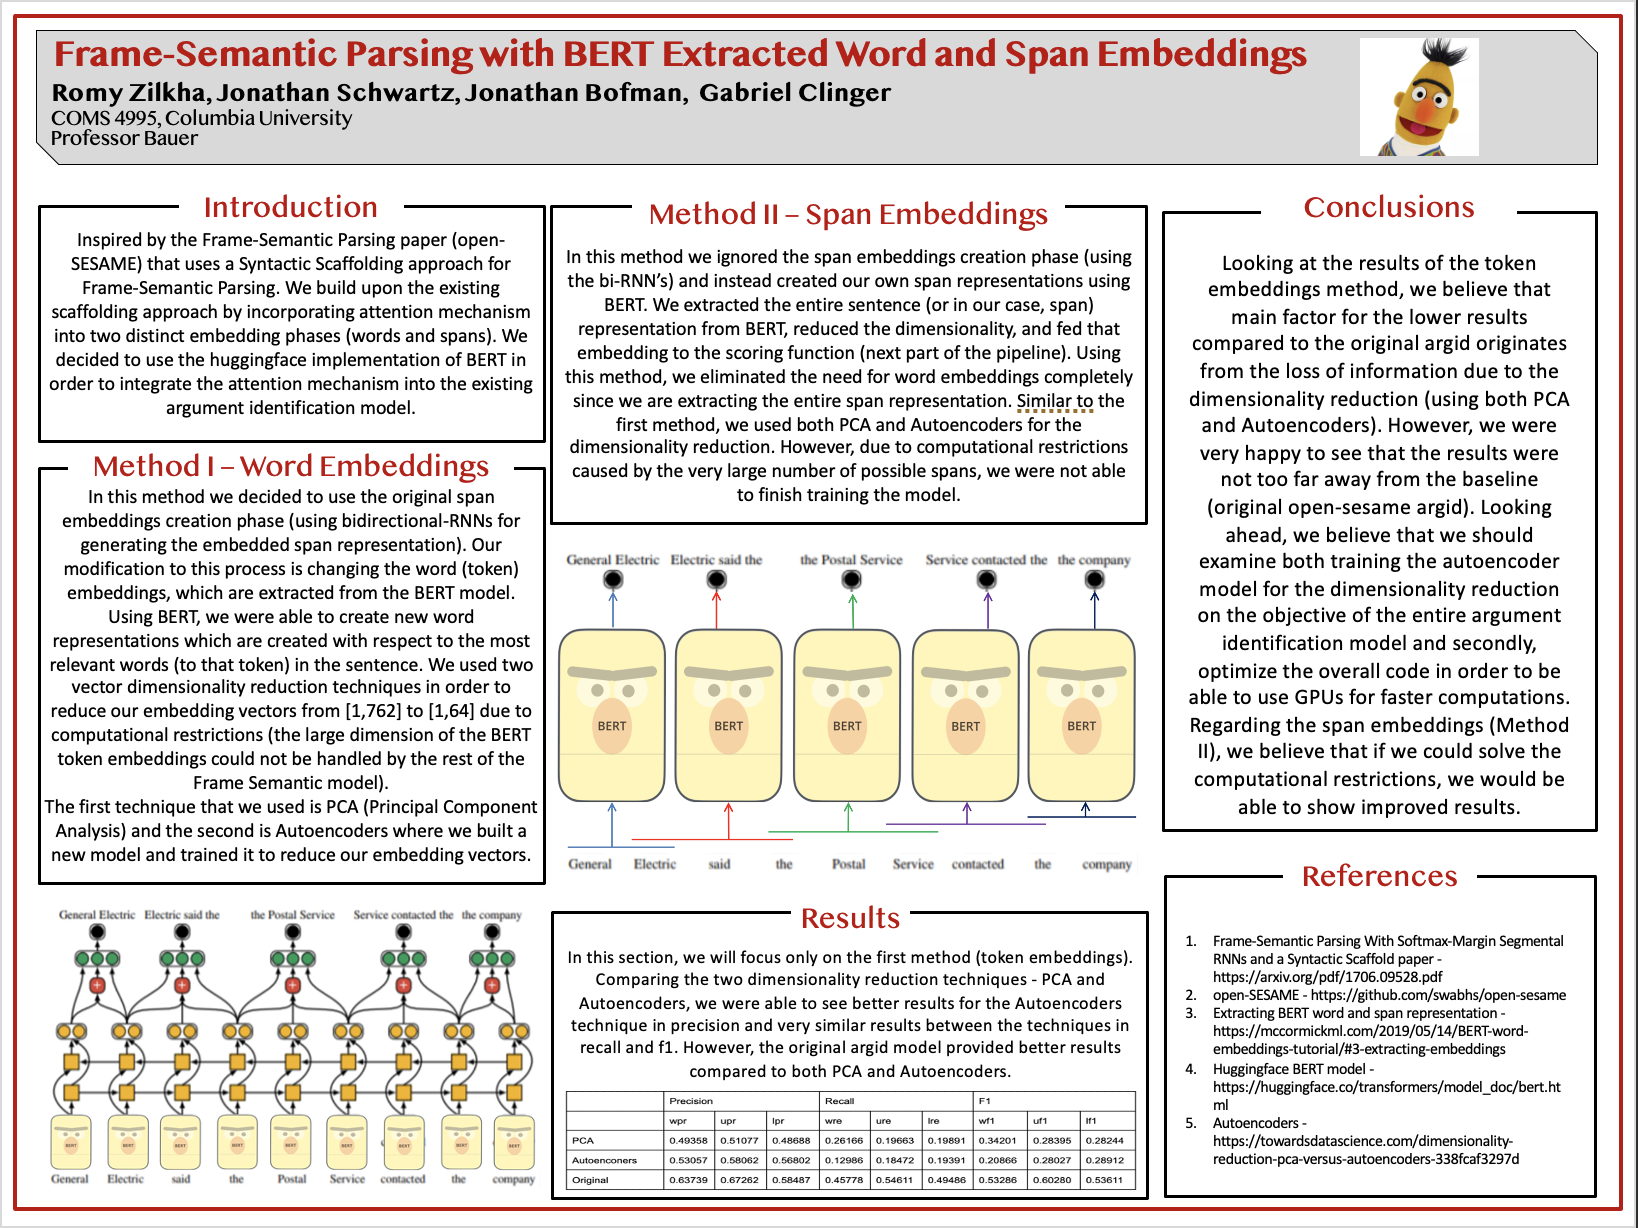 Frame-Semantic Parsing with BERT Extracted Word and Span Embeddings
Romy Zilkha, Jonathan Schwartz, Jonathan Bofman, Gabriel Clinger
COMS 4995, Columbia University
Professor Bauer
Introduction
Inspired by the Frame-Semantic Parsing paper (open-
SESAME) that uses a Syntactic Scaffolding approach for
Frame-Semantic Parsing. We build upon the existing
scaffolding approach by incorporating attention mechanism
into two distinct embedding phases (words and spans). We
decided to use the huggingface implementation of BERT in
order to integrate the attention mechanism into the existing
argument identification model.
Method I – Word Embeddings
In this method we decided to use the original span
embeddings creation phase (using bidirectional-RNNs for
generating the embedded span representation). Our
modification to this process is changing the word (token)
embeddings, which are extracted from the BERT model.
Using BERT, we were able to create new word
representations which are created with respect to the most
relevant words (to that token) in the sentence. We used two
vector dimensionality reduction techniques in order to
reduce our embedding vectors from [1,762] to [1,64] due to
computational restrictions (the large dimension of the BERT
token embeddings could not be handled by the rest of the
Frame Semantic model).
The first technique that we used is PCA (Principal Component
Analysis) and the second is Autoencoders where we built a
new model and trained it to reduce our embedding vectors.
General Electric Electric said the the Postal Service Service contacted the the company
+ + + + +
BERT BERT BERT BERT BERT BERT BERT BERT BERT
General Electric said the Postal Service contacted the company
Method II – Span Embeddings
In this method we ignored the span embeddings creation phase (using
the bi-RNN’s) and instead created our own span representations using
BERT. We extracted the entire sentence (or in our case, span)
representation from BERT, reduced the dimensionality, and fed that
embedding to the scoring function (next part of the pipeline). Using
this method, we eliminated the need for word embeddings completely
since we are extracting the entire span representation. Similar to the
first method, we used both PCA and Autoencoders for the
dimensionality reduction. However, due to computational restrictions
caused by the very large number of possible spans, we were not able
to finish training the model.
General Electric Electric said the the Postal Service Service contacted the the company
BERT BERT BERT BERT BERT
General Electric said the Postal Service contacted the company
Results
In this section, we will focus only on the first method (token embeddings).
Comparing the two dimensionality reduction techniques - PCA and
Autoencoders, we were able to see better results for the Autoencoders
technique in precision and very similar results between the techniques in
recall and f1. However, the original argid model provided better results
compared to both PCA and Autoencoders.
Precision Recall F1
wpr upr lpr wre ure lre wf1 uf1 lf1
PCA 0.49358 0.51077 0.48688 0.26166 0.19663 0.19891 0.34201 0.28395 0.28244
Autoenconers 0.53057 0.58062 0.56802 0.12986 0.18472 0.19391 0.20866 0.28027 0.28912
Original 0.63739 0.67262 0.58487 0.45778 0.54611 0.49486 0.53286 0.60280 0.53611
Conclusions
Looking at the results of the token
embeddings method, we believe that
main factor for the lower results
compared to the original argid originates
from the loss of information due to the
dimensionality reduction (using both PCA
and Autoencoders). However, we were
very happy to see that the results were
not too far away from the baseline
(original open-sesame argid). Looking
ahead, we believe that we should
examine both training the autoencoder
model for the dimensionality reduction
on the objective of the entire argument
identification model and secondly,
optimize the overall code in order to be
able to use GPUs for faster computations.
Regarding the span embeddings (Method
II), we believe that if we could solve the
computational restrictions, we would be
able to show improved results.
References
1. Frame-Semantic Parsing With Softmax-Margin Segmental
RNNs and a Syntactic Scaffold paper -
https://arxiv.org/pdf/1706.09528.pdf
2. open-SESAME - https://github.com/swabhs/open-sesame
3. Extracting BERT word and span representation -
https://mccormickml.com/2019/05/14/BERT-word-
embeddings-tutorial/#3-extracting-embeddings
4. Huggingface BERT model -
https://huggingface.co/transformers/model_doc/bert.ht
ml
5. Autoencoders -
https://towardsdatascience.com/dimensionality-
reduction-pca-versus-autoencoders-338fcaf3297d